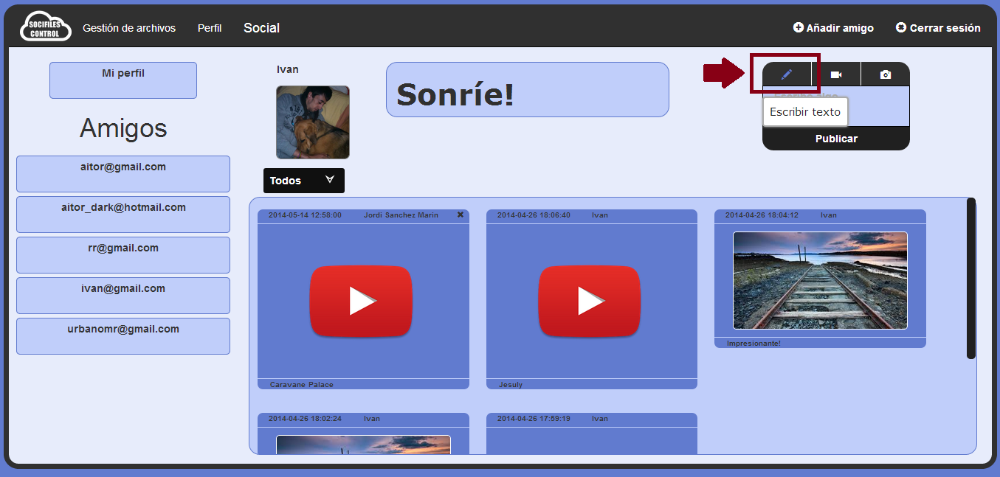 SOCIFILES
CONTROL
Gestión de archivos
Perfil
Social
Añadir amigo
Cerrar sesión
Mi perfil
Amigos
aitor@gmail.com
aitor_dark@hotmail.com
rr@gmail.com
ivan@gmail.com
urbanomr@gmail.com
Ivan
Sonríe!
Escribe algo
Escribir texto
Publicar
Todos
2014-05-14 12:58:00 Jordi Sanchez Marin
Caravane Palace
2014-04-26 18:06:40 Ivan
Jesuly
2014-04-26 18:04:12 Ivan
Impresionante!
2014-04-26 18:02:24 Ivan
2014-04-26 17:59:19 Ivan